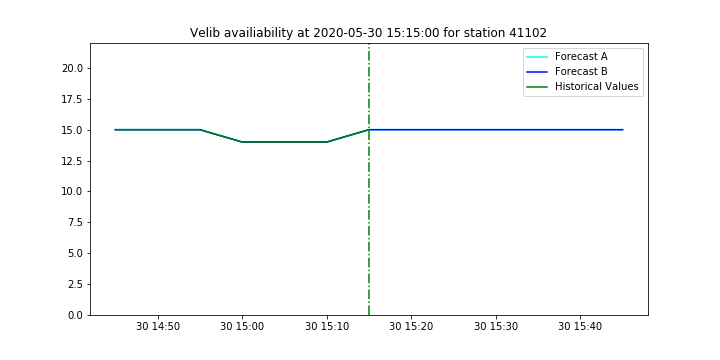 Velib availiability at 2020-05-30 15:15:00 for station 41102
Forecast A
Forecast B
Historical Values
20.0
17.5
15.0
12.5
10.0
7.5
5.0
2.5
0.0
30 14:50 30 15:00 30 15:10 30 15:20 30 15:30 30 15:40